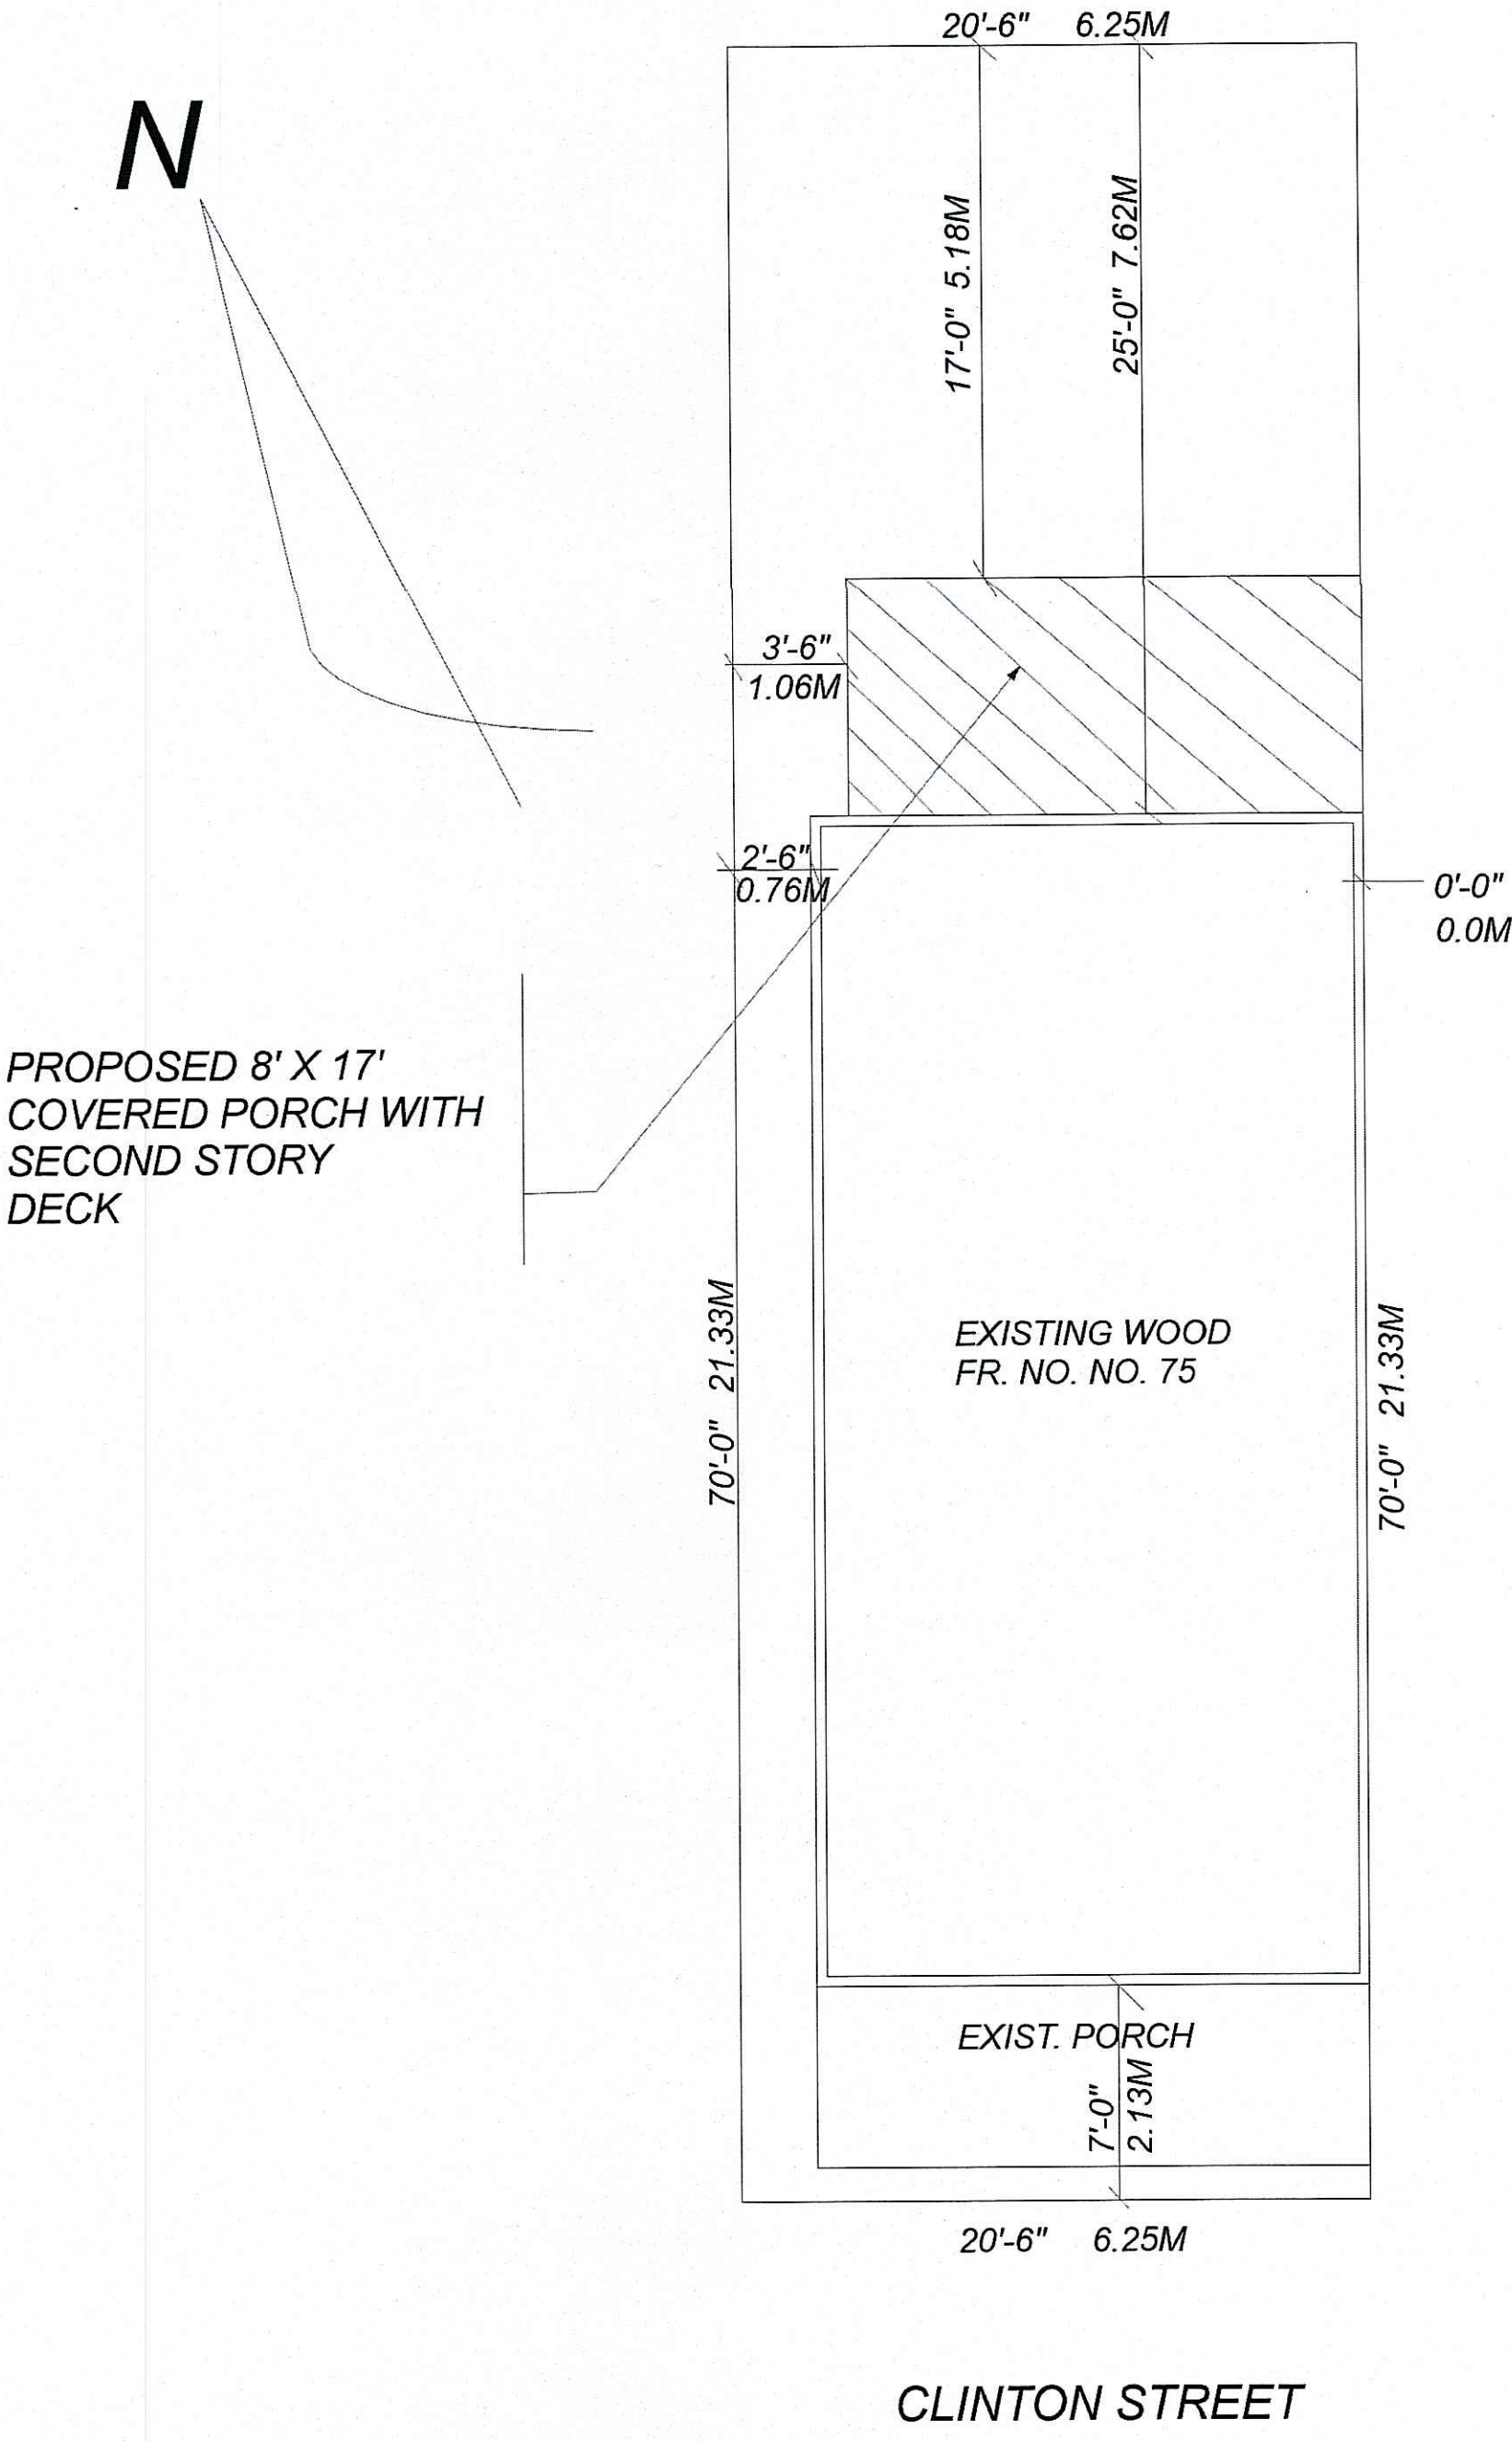 20'-6" 6.25M
N
17'-0" 5.18M
25'-0" 7.62M
3'-6"
1.06M
2'-6"
0.76M
0'-0"
0.0M
PROPOSED 8' X 17'
COVERED PORCH WITH
SECOND STORY
DECK
70'-0" 21.33M
EXISTING WOOD
FR. NO. NO. 75
70'-0" 21.33M
EXIST. PORCH
7'-0"
2.13M
20'-6" 6.25M
CLINTON STREET